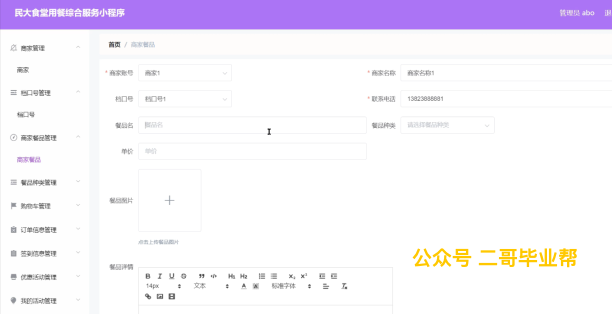 民大食堂用餐综合服务小程序
管理员 abo
商家管理
商家
档口号管理
档口号
商家餐品管理
商家餐品
餐品种类管理
购物车管理
订单信息管理
签到信息管理
优惠活动管理
我的活动管理
首页 / 商家餐品
* 商家账号 商家1
* 商家名称 商家名称1
档口号 档口号1
* 联系电话 13823888881
餐品名 餐品名
餐品种类 请选择餐品种类
单价 单价
餐品图片
点击上传餐品图片
餐品详情
14px 文本 标准字体
公众号 二哥毕业帮